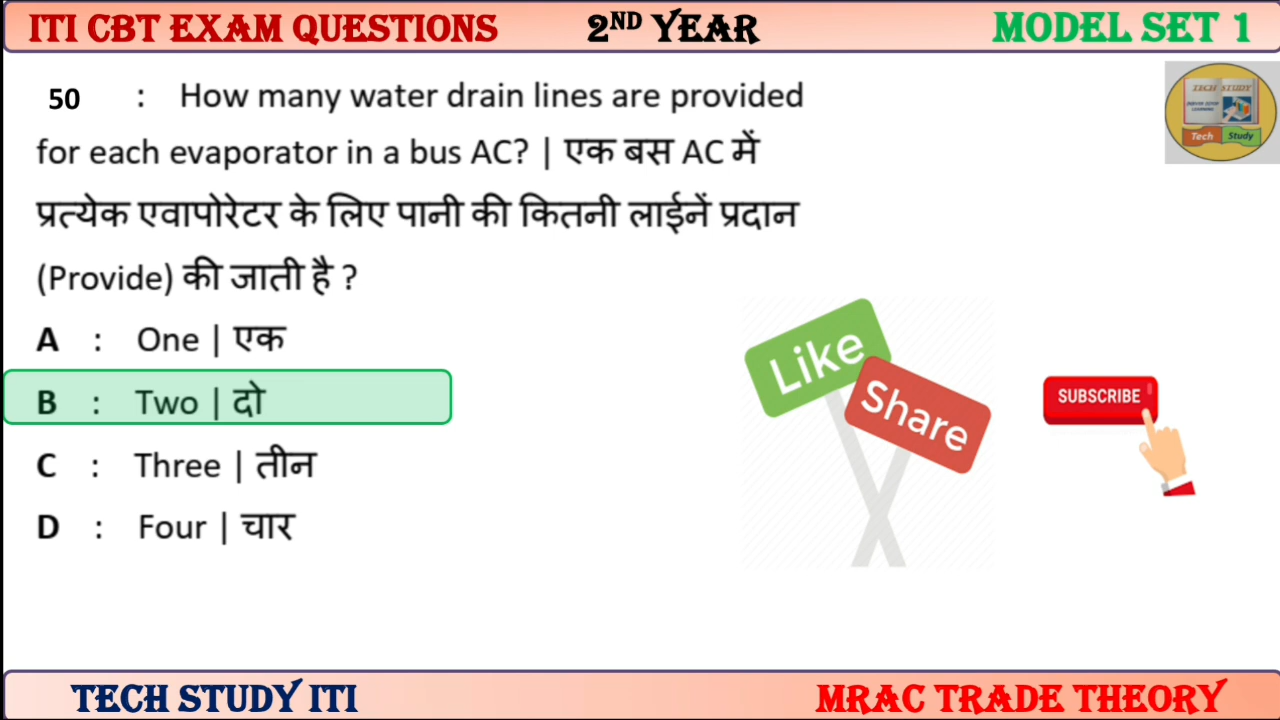 ITI CBT EXAM QUESTIONS 2ND YEAR MODEL SET 1
50 : How many water drain lines are provided
for each evaporator in a bus AC? | एक बस AC में
प्रत्येक एवापोरेटर के लिए पानी की कितनी लाईनें प्रदान
(Provide) की जाती है ?
A : One | एक
B : Two | दो
C : Three | तीन
D : Four | चार
Like
Share
SUBSCRIBE
TECH STUDY
Tech Study
TECH STUDY ITI MRAC TRADE THEORY